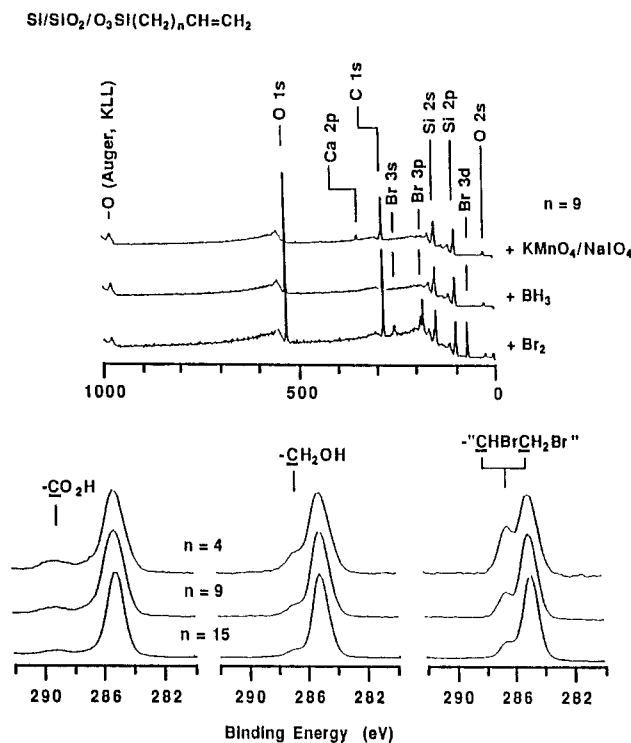 Si/SiO2/O3Si(CH2)nCH=CH2
-O (Auger, KLL)
-O 1s
Ca 2p
C 1s
Br 3s
Br 3p
Si 2s
Si 2p
Br 3d
O 2s
n = 9
+ KMnO4/NaIO4
+ BH3
+ Br2
1000
500
0
-CO2H
-CH2OH
-"CHBrCH2Br"
n = 4
n = 9
n = 15
290 286 282
290 286 282
290 286 282
Binding Energy (eV)